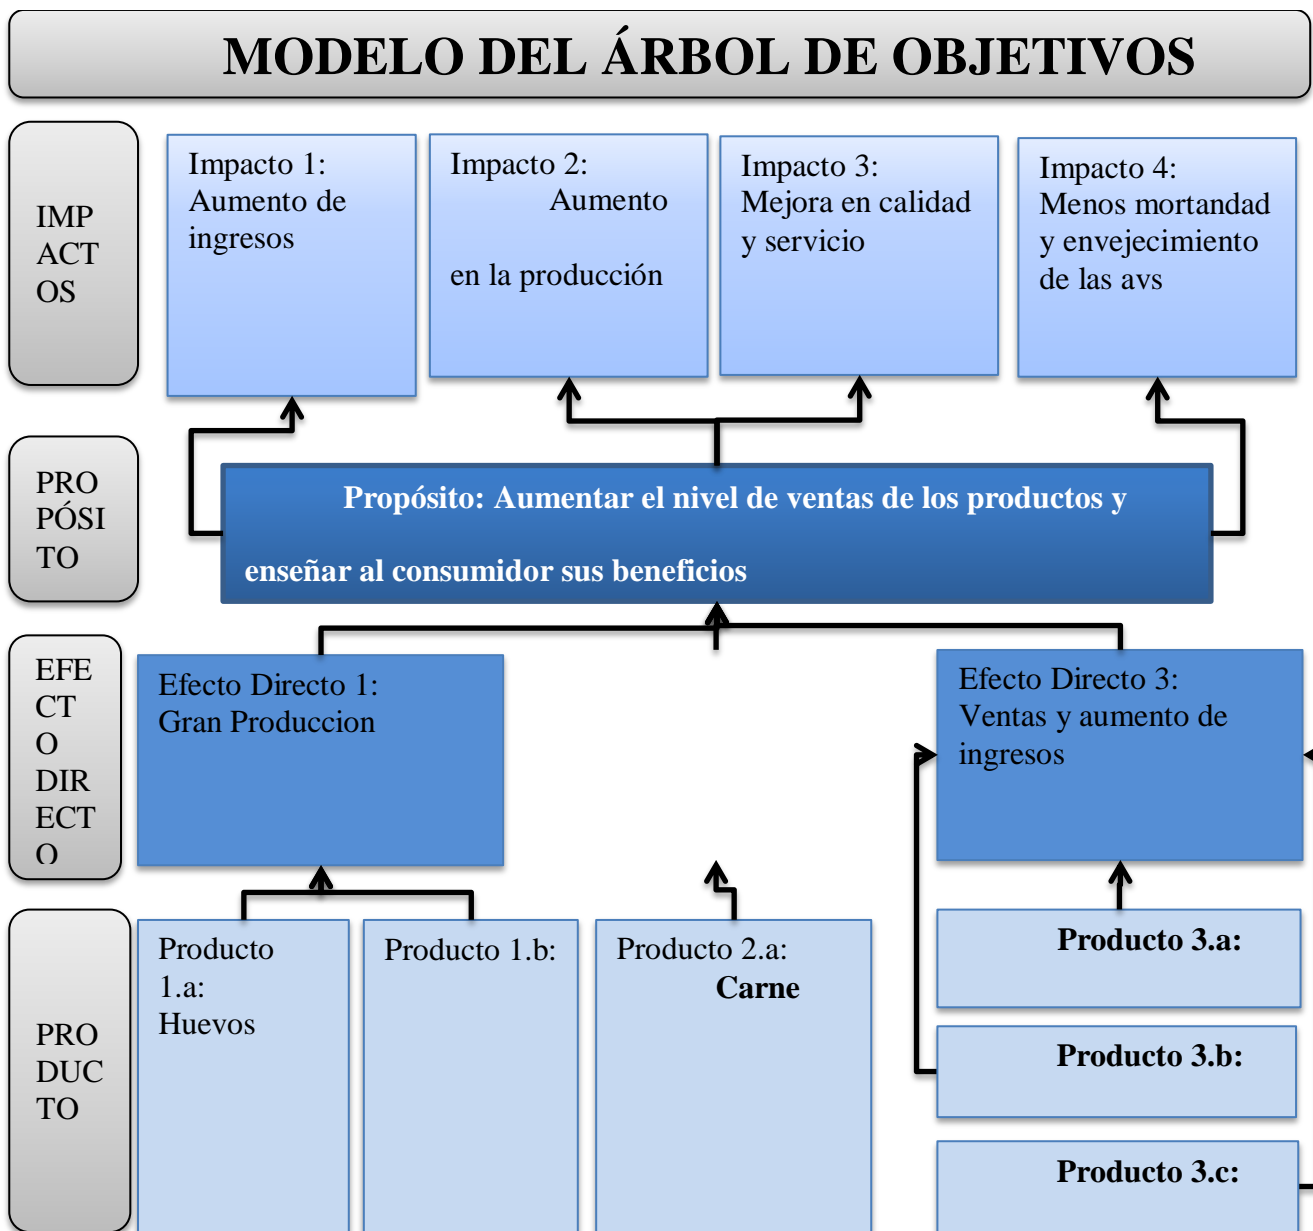 MODELO DEL ÁRBOL DE OBJETIVOS
IMP
ACT
OS
Impacto 1:
Aumento de
ingresos
Impacto 2:
Aumento
en la producción
Impacto 3:
Mejora en calidad
y servicio
Impacto 4:
Menos mortandad
y envejecimiento
de las avs
PRO
PÓSI
TO
Propósito: Aumentar el nivel de ventas de los productos y
enseñar al consumidor sus beneficios
EFE
CT
O
DIR
ECT
O
Efecto Directo 1:
Gran Produccion
Efecto Directo 3:
Ventas y aumento de
ingresos
PRO
DUC
TO
Producto
1.a:
Huevos
Producto 1.b:
Producto 2.a:
Carne
Producto 3.a:
Producto 3.b:
Producto 3.c: